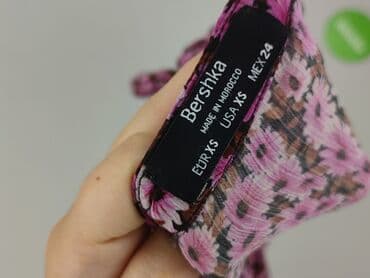 Bershka
MADE IN MOROCCO
EUR XS USA XS MEX 24